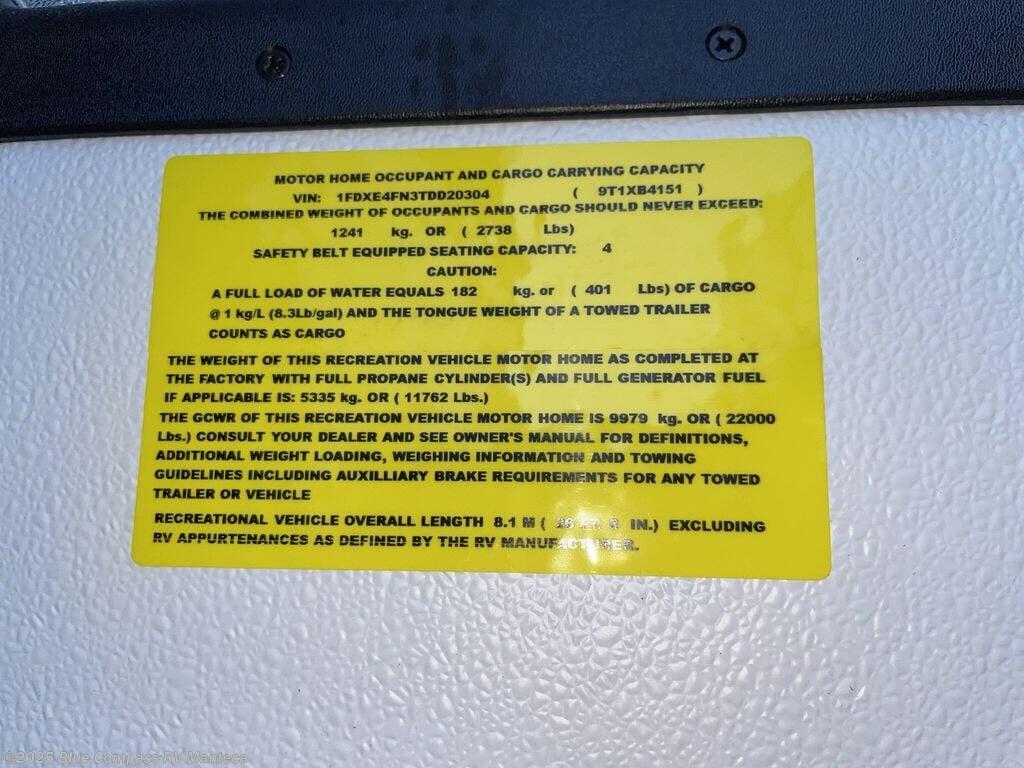 MOTOR HOME OCCUPANT AND CARGO CARRYING CAPACITY
VIN: 1FDXE4FN3TDD20304 ( 9T1XB4151 )
THE COMBINED WEIGHT OF OCCUPANTS AND CARGO SHOULD NEVER EXCEED:
1241 kg. OR ( 2738 Lbs)
SAFETY BELT EQUIPPED SEATING CAPACITY: 4
CAUTION:
A FULL LOAD OF WATER EQUALS 182 kg. or ( 401 Lbs) OF CARGO
@ 1 kg/L (8.3Lb/gal) AND THE TONGUE WEIGHT OF A TOWED TRAILER
COUNTS AS CARGO
THE WEIGHT OF THIS RECREATION VEHICLE MOTOR HOME AS COMPLETED AT
THE FACTORY WITH FULL PROPANE CYLINDER(S) AND FULL GENERATOR FUEL
IF APPLICABLE IS: 5335 kg. OR ( 11762 Lbs.)
THE GCWR OF THIS RECREATION VEHICLE MOTOR HOME IS 9979 kg. OR ( 22000
Lbs.) CONSULT YOUR DEALER AND SEE OWNER'S MANUAL FOR DEFINITIONS,
ADDITIONAL WEIGHT LOADING, WEIGHING INFORMATION AND TOWING
GUIDELINES INCLUDING AUXILLIARY BRAKE REQUIREMENTS FOR ANY TOWED
TRAILER OR VEHICLE
RECREATIONAL VEHICLE OVERALL LENGTH 8.1 M ( IN.) EXCLUDING
RV APPURTENANCES AS DEFINED BY THE RV MANUFACTURER.
©2025 Blue Compass RV Manteca